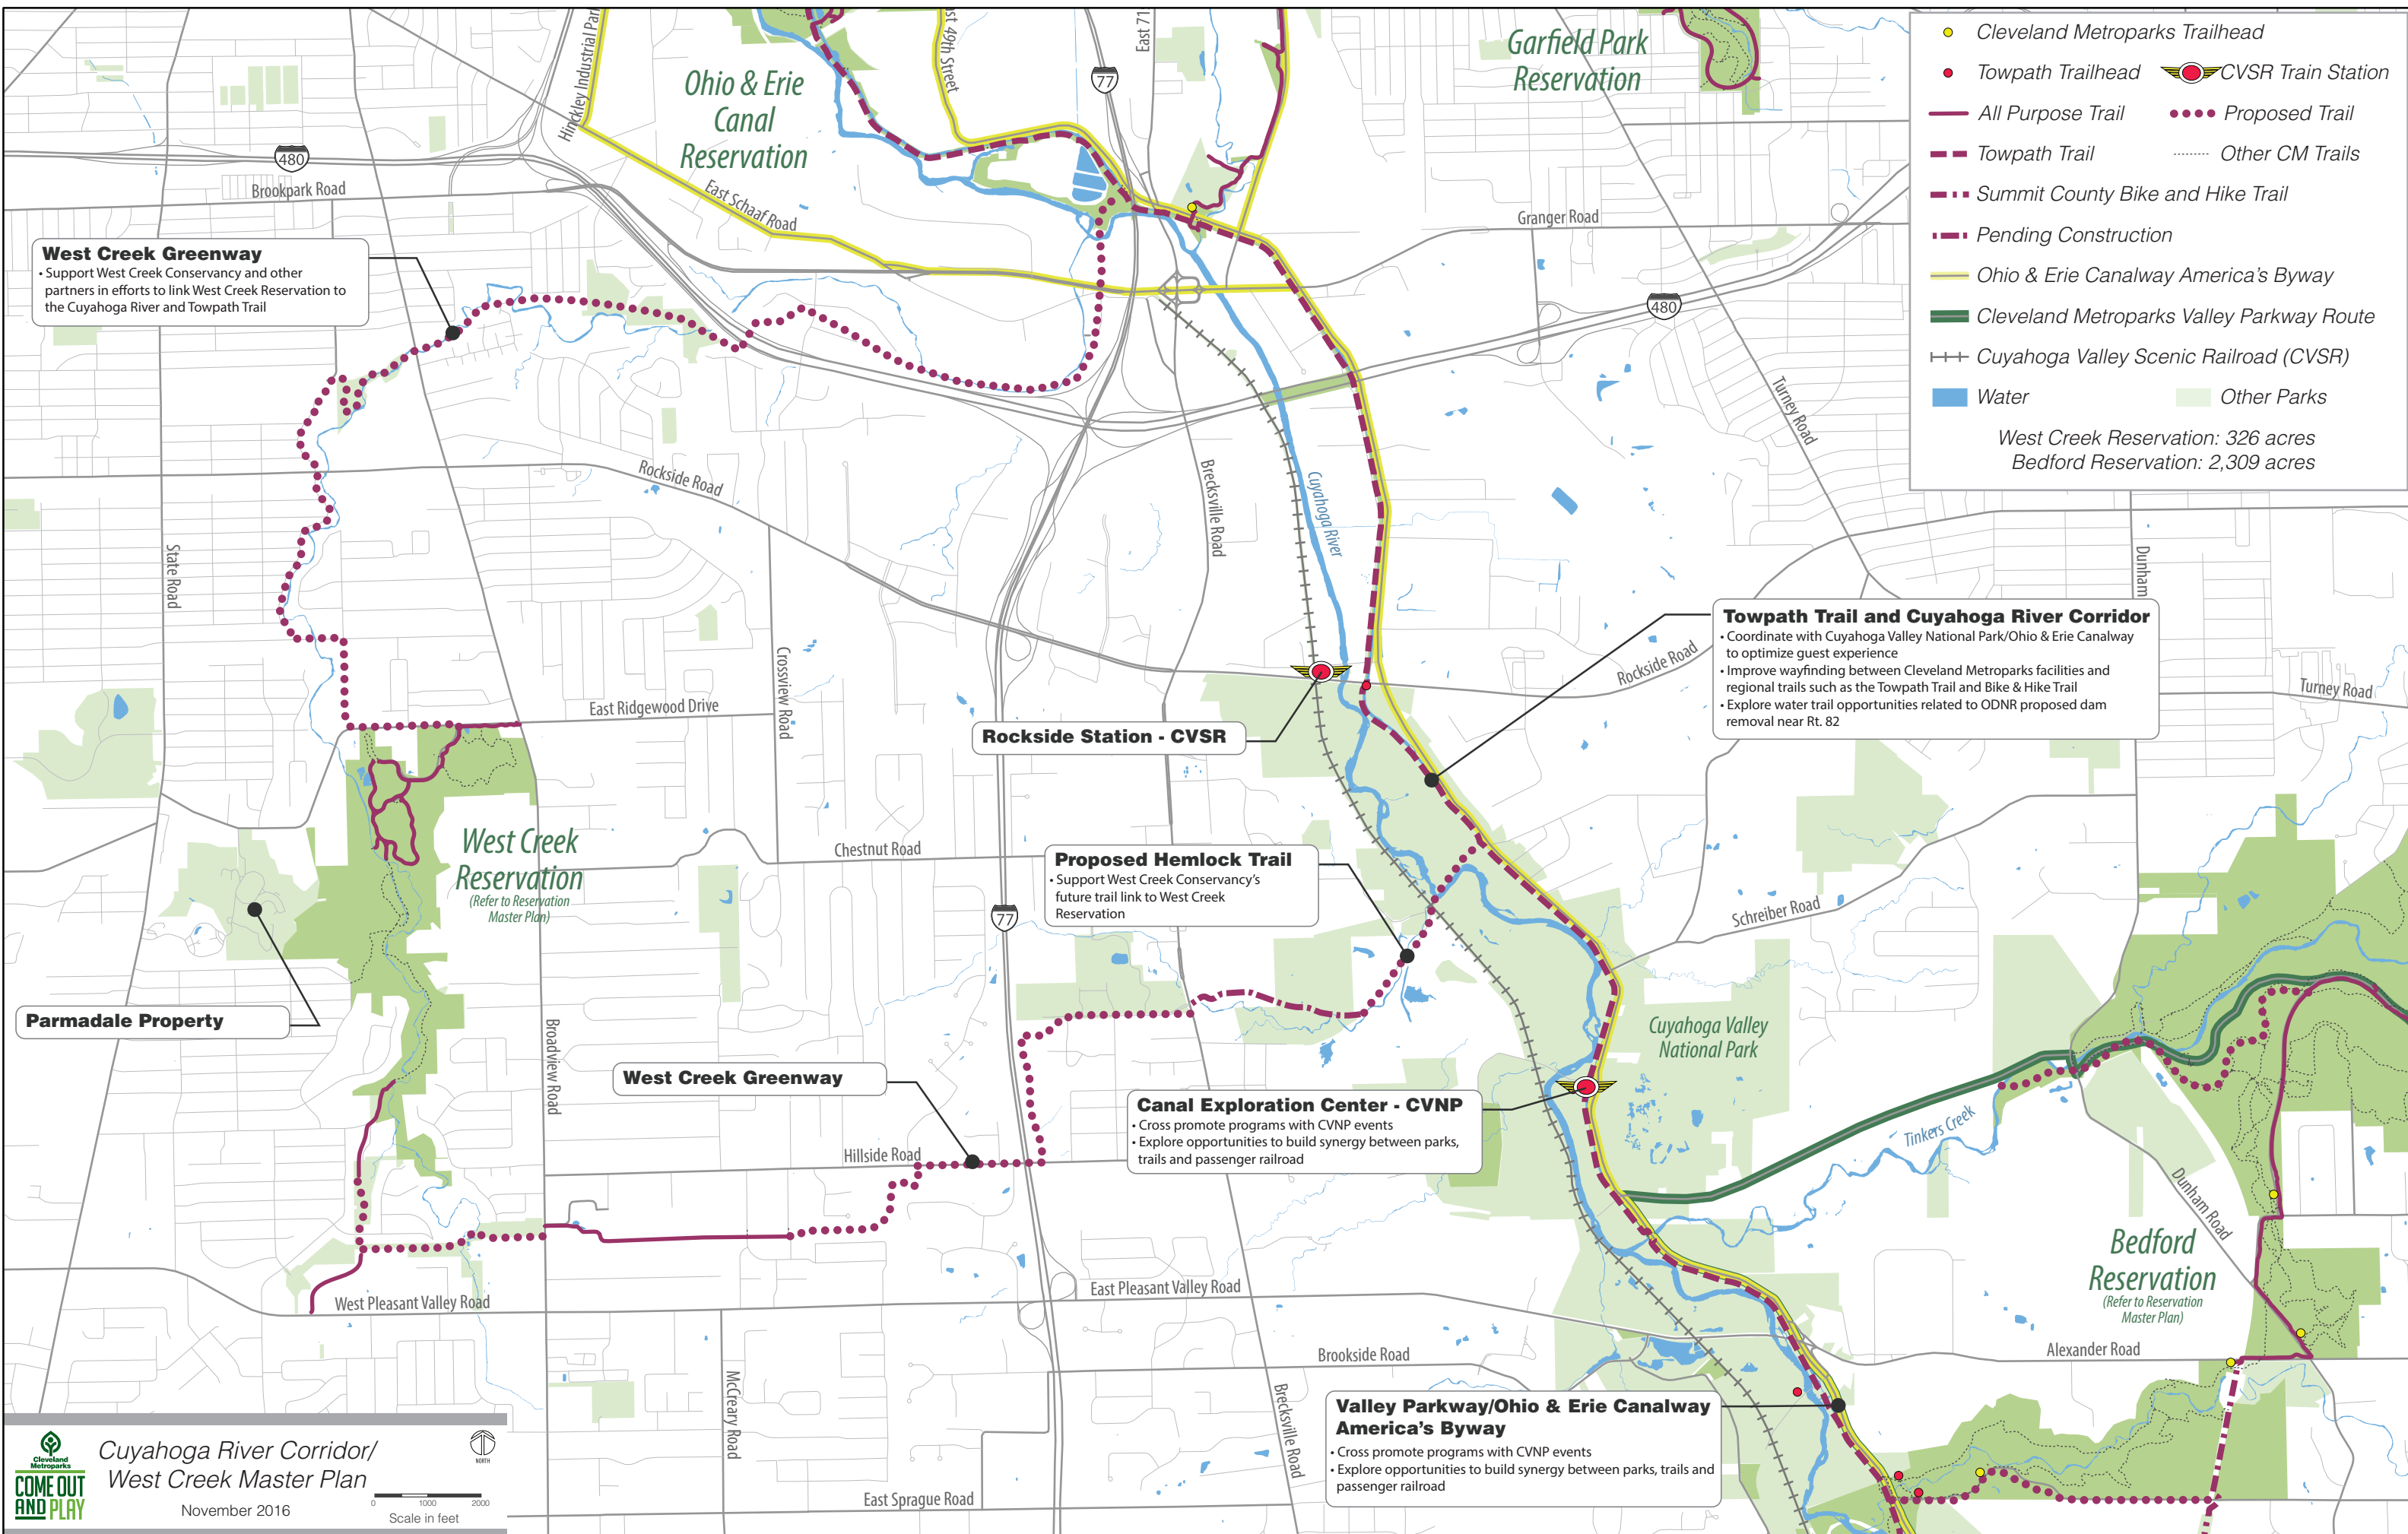 Hinckley Industrial Par
st 49th Street
77
East 71
Garfield Park
Reservation
Ohio & Erie
Canal
Reservation
480
Brookpark Road
East Schaaf Road
Granger Road
480
Turney Road
Cleveland Metroparks Trailhead
Towpath Trailhead
CVSR Train Station
All Purpose Trail
Proposed Trail
Towpath Trail
Other CM Trails
Summit County Bike and Hike Trail
Pending Construction
Ohio & Erie Canalway America's Byway
Cleveland Metroparks Valley Parkway Route
Cuyahoga Valley Scenic Railroad (CVSR)
Water
Other Parks
West Creek Reservation: 326 acres
Bedford Reservation: 2,309 acres
West Creek Greenway
• Support West Creek Conservancy and other
partners in efforts to link West Creek Reservation to
the Cuyahoga River and Towpath Trail
Rockside Road
Brecksville Road
Cuyahoga River
State Road
Dunham
Towpath Trail and Cuyahoga River Corridor
• Coordinate with Cuyahoga Valley National Park/Ohio & Erie Canalway
to optimize guest experience
• Improve wayfinding between Cleveland Metroparks facilities and
regional trails such as the Towpath Trail and Bike & Hike Trail
• Explore water trail opportunities related to ODNR proposed dam
removal near Rt. 82
Rockside Road
Turney Road
Crossview Road
East Ridgewood Drive
Rockside Station - CVSR
West Creek
Reservation
(Refer to Reservation
Master Plan)
Chestnut Road
Proposed Hemlock Trail
• Support West Creek Conservancy's
future trail link to West Creek
Reservation
77
Schreiber Road
Parmadale Property
Broadview Road
Cuyahoga Valley
National Park
West Creek Greenway
Canal Exploration Center - CVNP
• Cross promote programs with CVNP events
• Explore opportunities to build synergy between parks,
trails and passenger railroad
Tinkers Creek
Hillside Road
Dunham Road
Bedford
Reservation
(Refer to Reservation
Master Plan)
East Pleasant Valley Road
West Pleasant Valley Road
Alexander Road
Brookside Road
McCreary Road
Brecksville Road
Valley Parkway/Ohio & Erie Canalway
America's Byway
• Cross promote programs with CVNP events
• Explore opportunities to build synergy between parks, trails and
passenger railroad
East Sprague Road
Cleveland
Metroparks
COME OUT
AND PLAY
Cuyahoga River Corridor/
West Creek Master Plan
November 2016
NORTH
0 1000 2000
Scale in feet